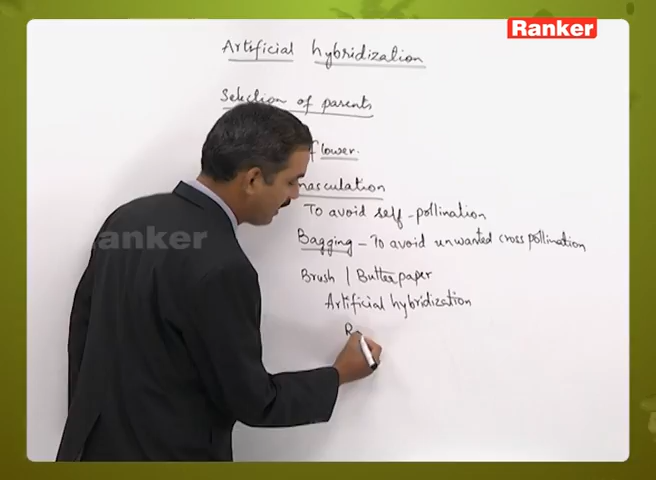 Ranker
Artificial hybridization
Selection of parents
flower.
To avoid self-pollination
Bagging - To avoid unwanted cross pollination
Brush | Butter paper
Artificial hybridization
Ranker